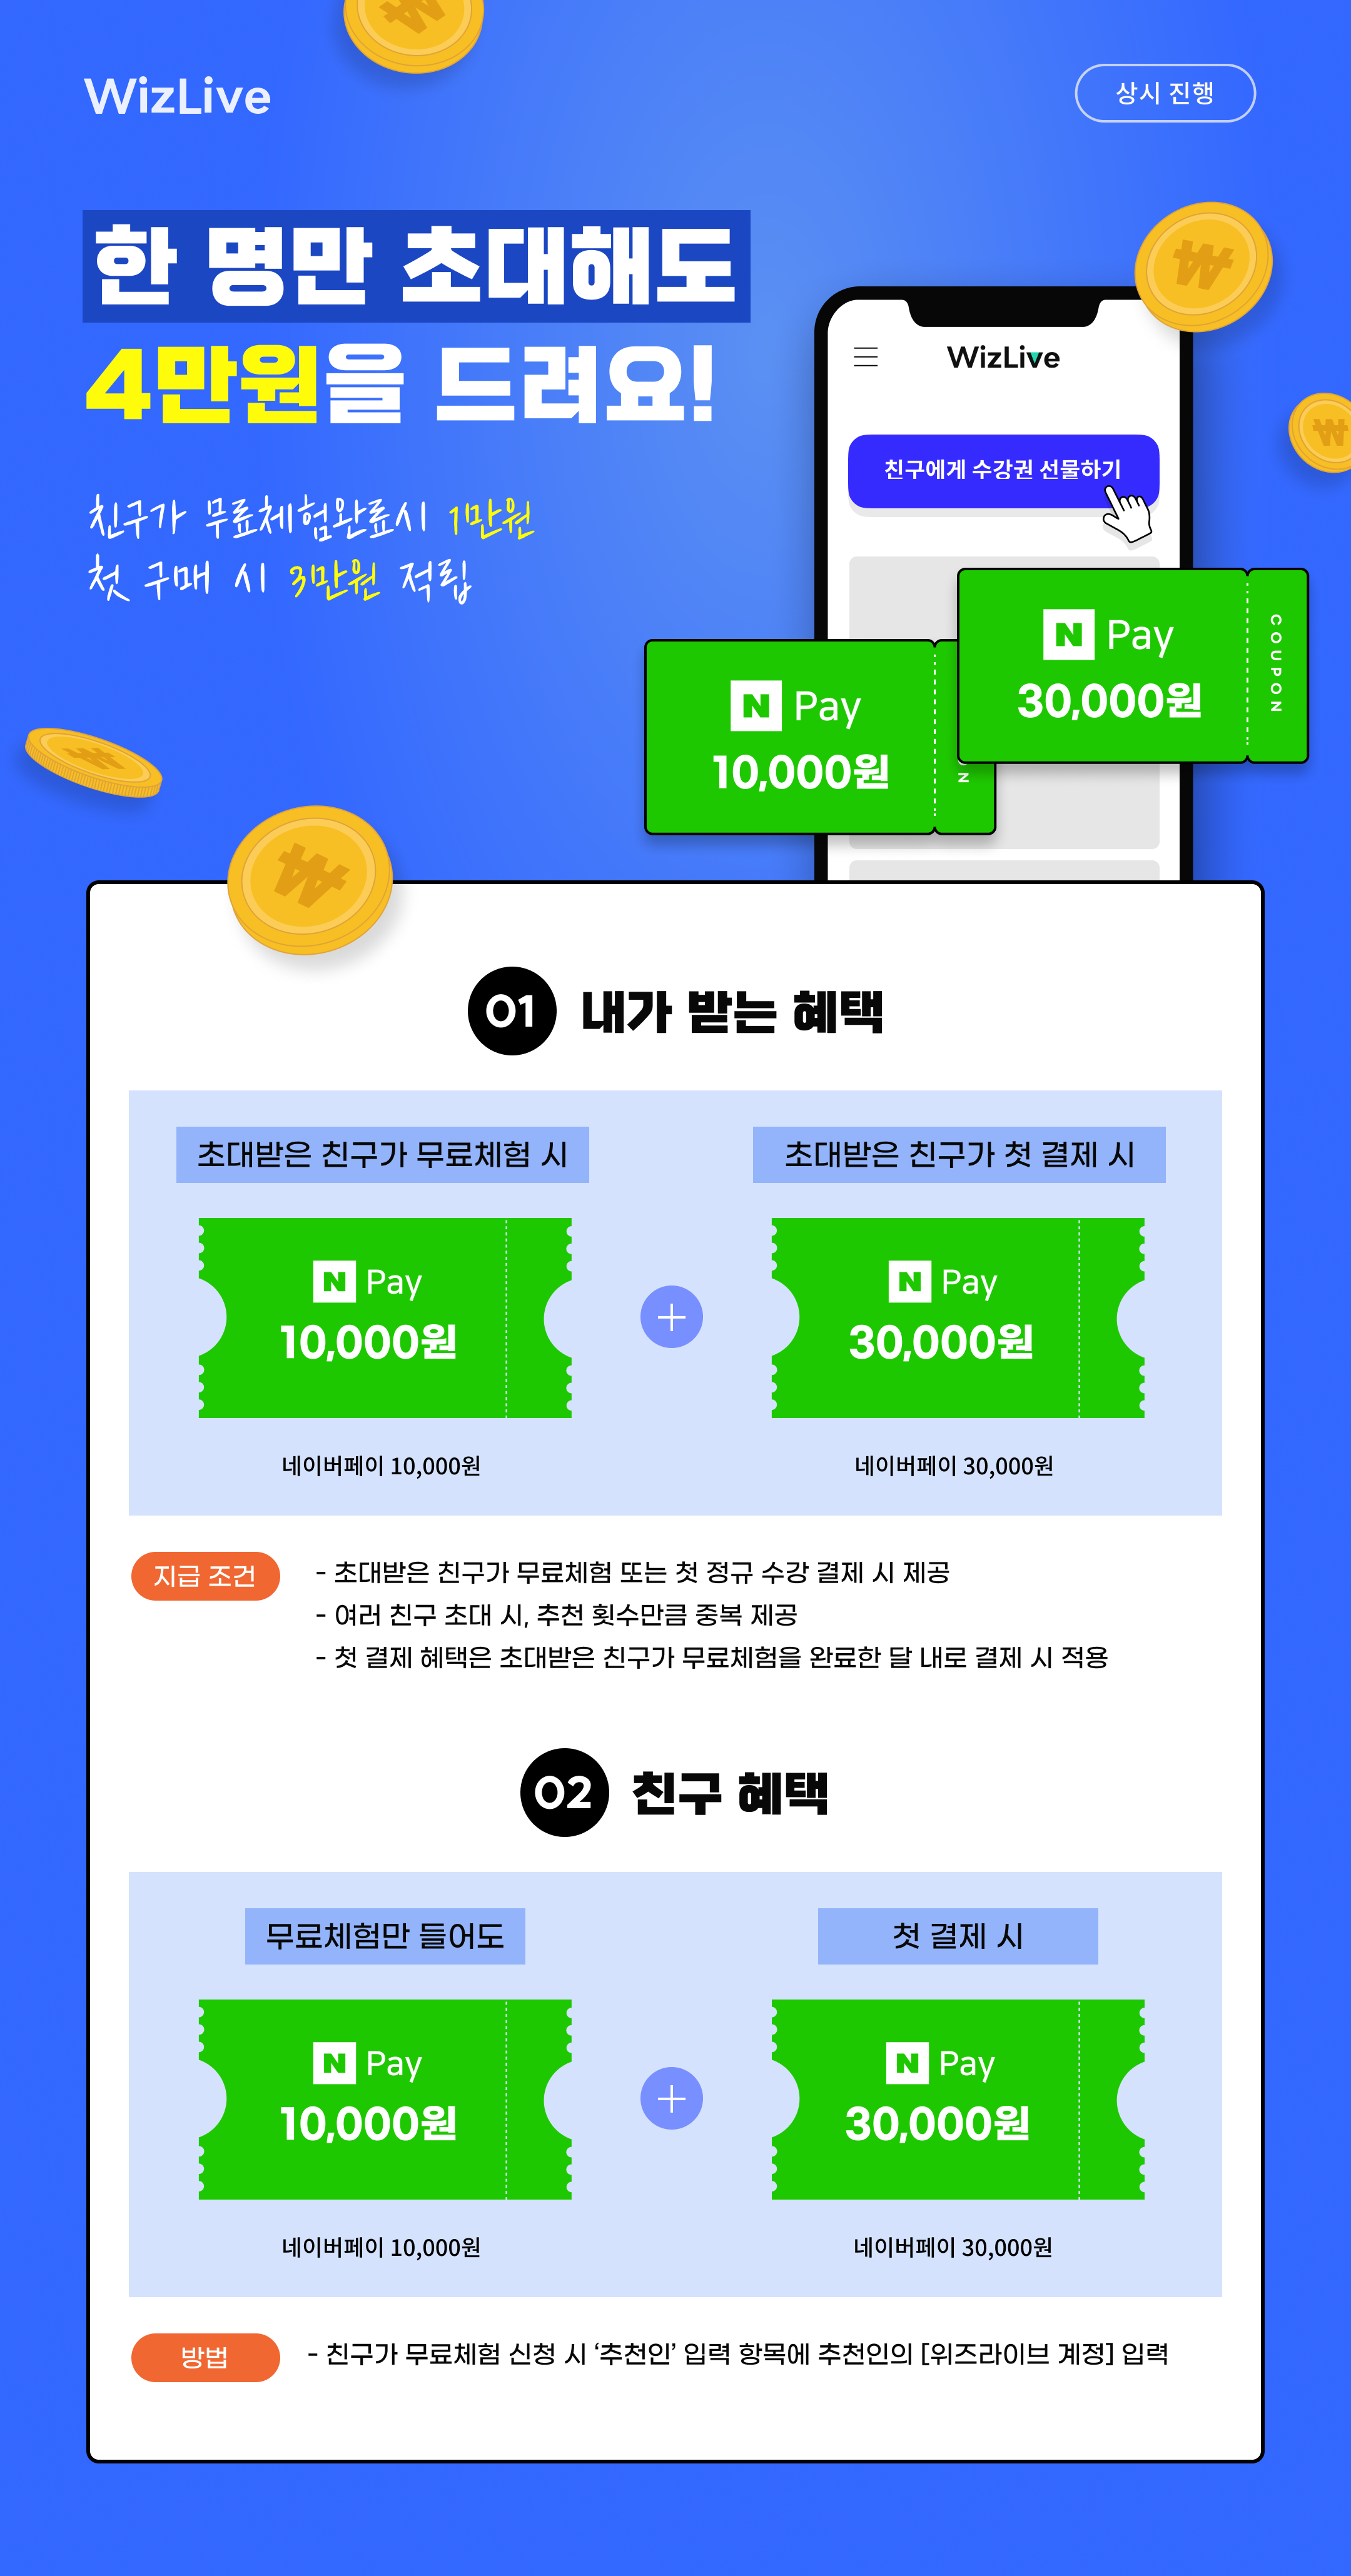 WizLive
상시 진행
한 명만 초대해도
4만원을 드려요!
친구가 무료체험완료시 1만원
첫 구매 시 3만원 적립
WizLive
친구에게 수강권 선물하기
N Pay
30,000원
COUPON
N Pay
10,000원
01 내가 받는 혜택
초대받은 친구가 무료체험 시
초대받은 친구가 첫 결제 시
N Pay
10,000원
N Pay
30,000원
네이버페이 10,000원
네이버페이 30,000원
지급 조건
- 초대받은 친구가 무료체험 또는 첫 정규 수강 결제 시 제공
- 여러 친구 초대 시, 추천 횟수만큼 중복 제공
- 첫 결제 혜택은 초대받은 친구가 무료체험을 완료한 달 내로 결제 시 적용
02 친구 혜택
무료체험만 들어도
첫 결제 시
N Pay
10,000원
N Pay
30,000원
네이버페이 10,000원
네이버페이 30,000원
방법
- 친구가 무료체험 신청 시 ‘추천인’ 입력 항목에 추천인의 [위즈라이브 계정] 입력